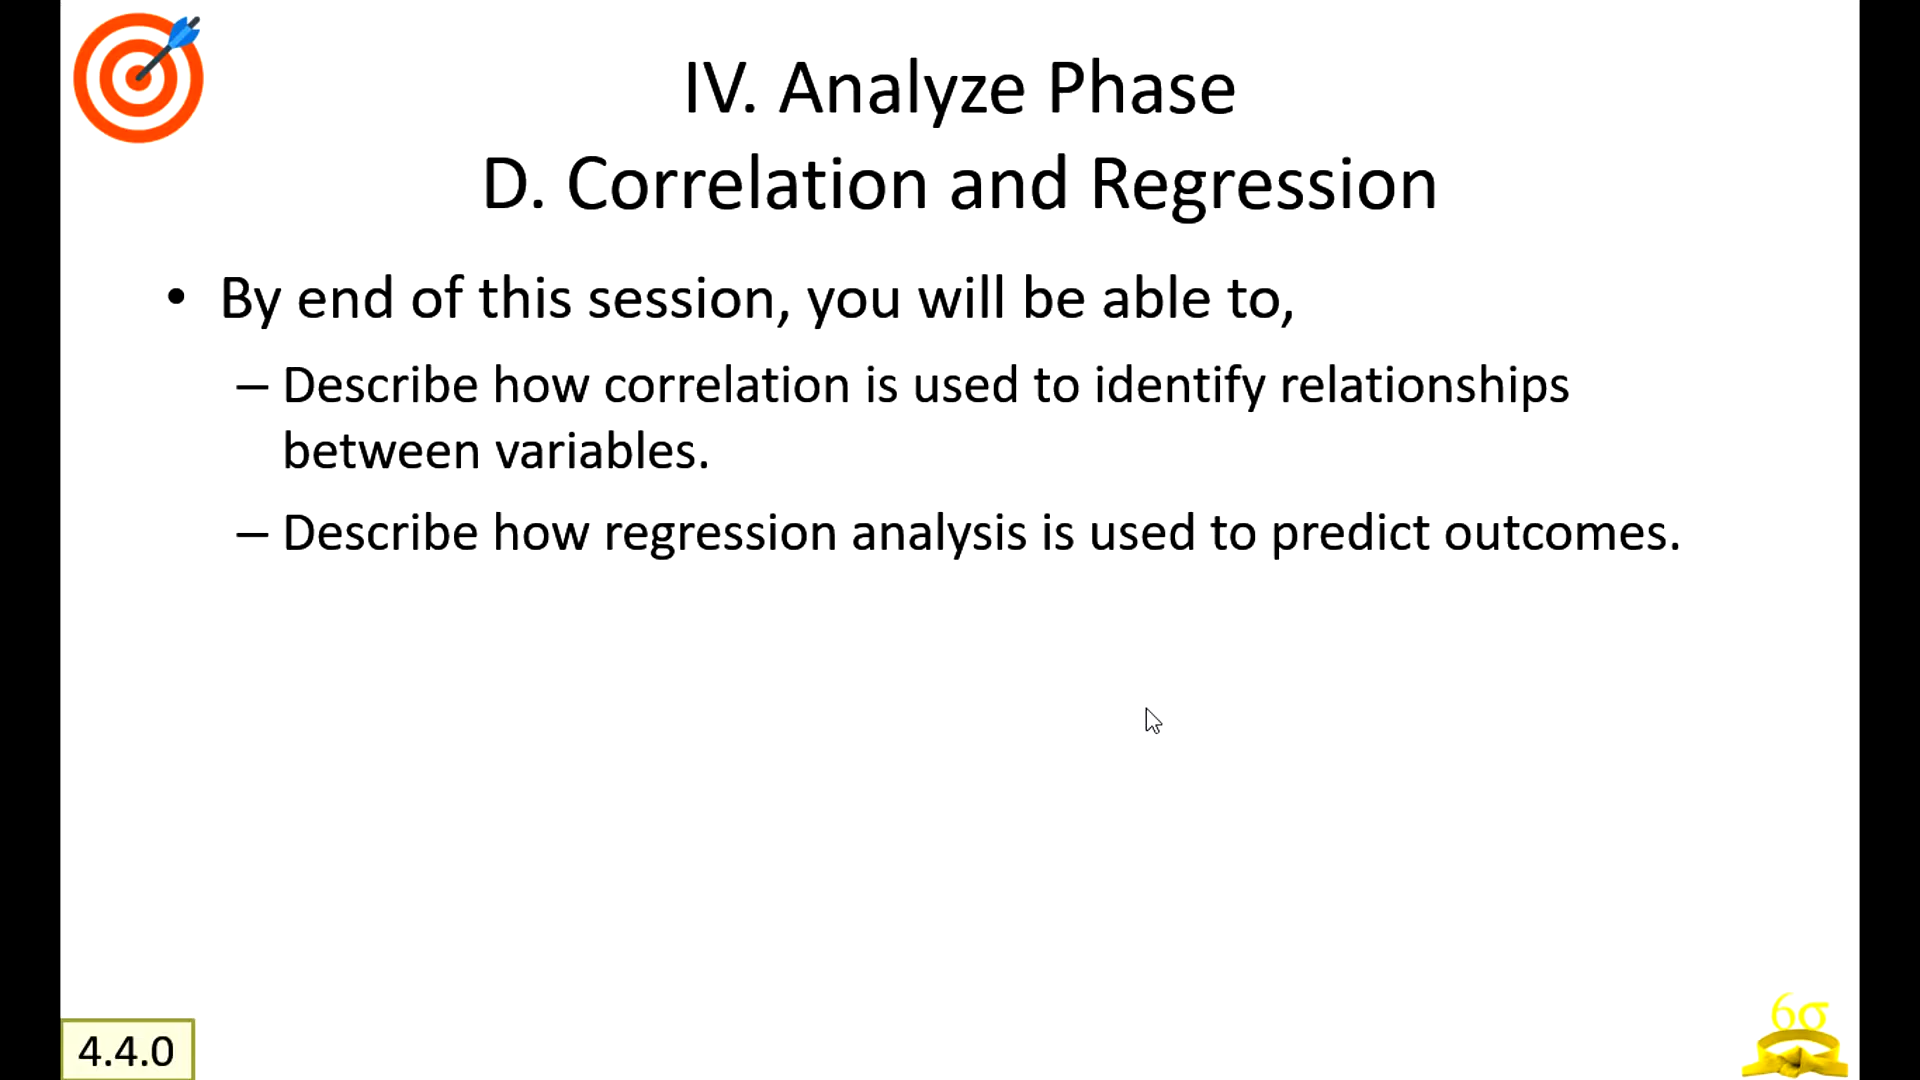 IV. Analyze Phase
D. Correlation and Regression
• By end of this session, you will be able to,
– Describe how correlation is used to identify relationships
between variables.
– Describe how regression analysis is used to predict outcomes.
4.4.0
6σ